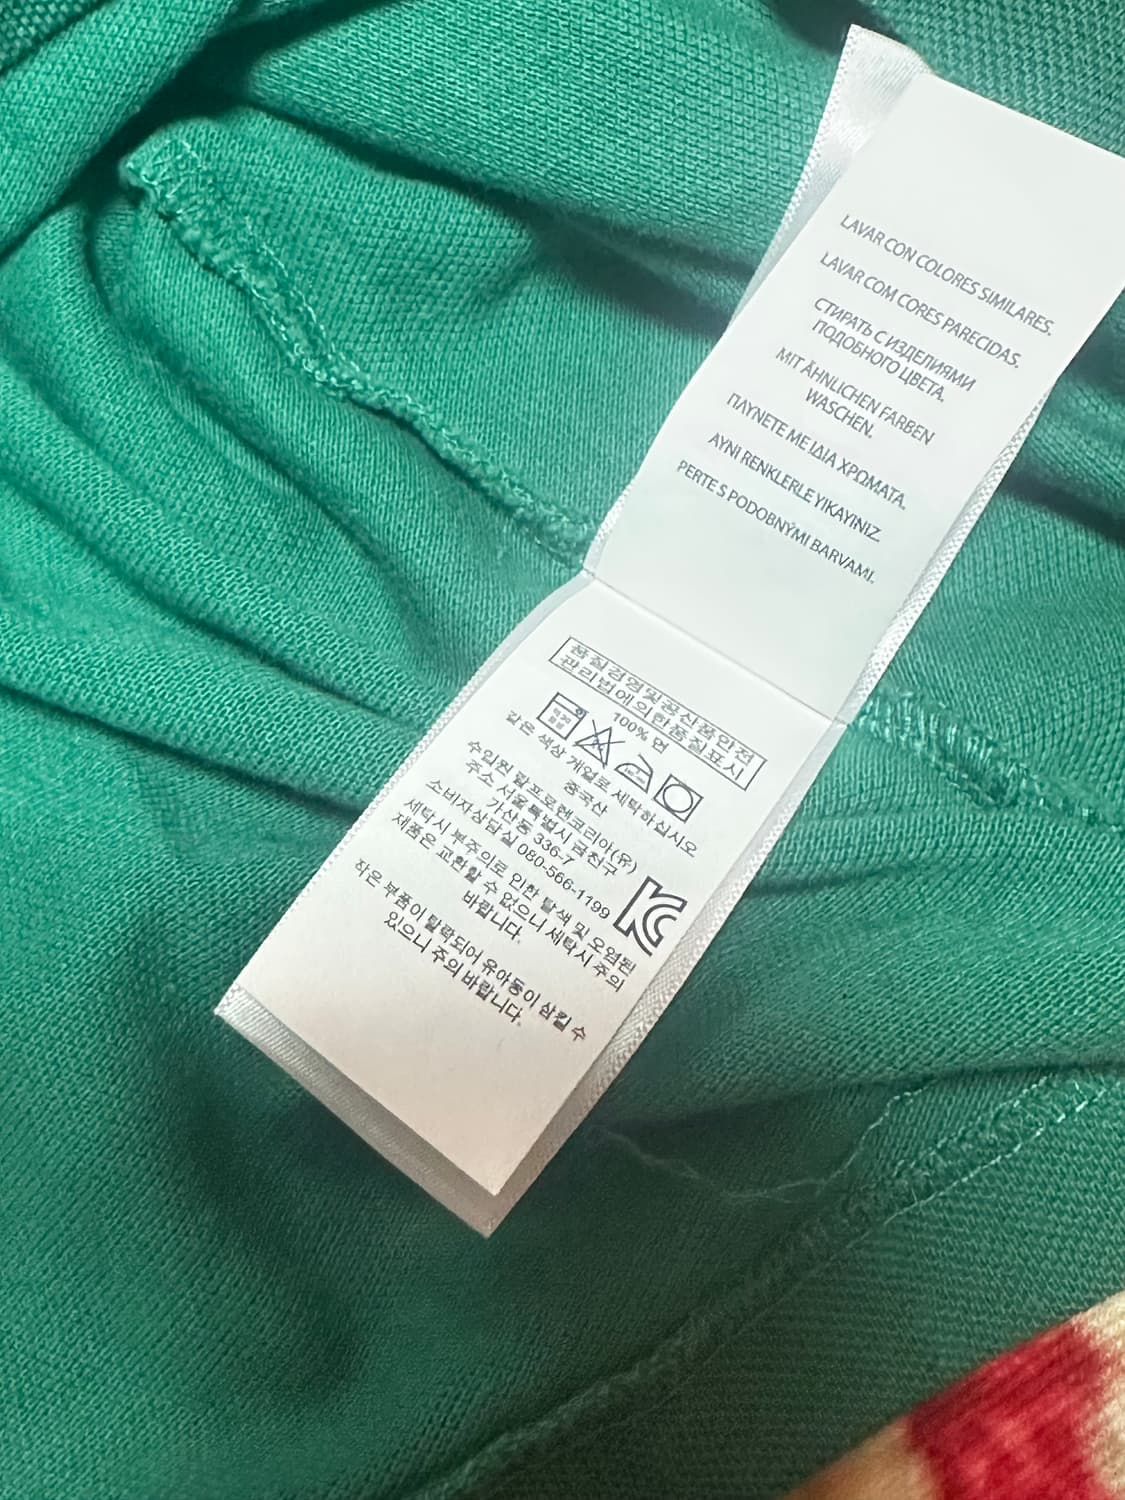 LAVAR CON COLORES SIMILARES.
LAVAR COM CORES PARECIDAS.
СТИРАТЬ С ИЗДЕЛИЯМИ
ПОДОБНОГО ЦВЕТА.
MIT ÄHNLICHEN FARBEN
WASCHEN.
ΠΛΥΝΕΤΕ ΜΕ ΙΔΙΑ ΧΡΩΜΑΤΑ.
AYNI RENKLERLE YIKAYINIZ.
PERTE S PODOBNÝMI BARVAMI.
품질경영및공산품안전
관리법에의한품질표시
100% 면
같은 색상 계열로 세탁하십시오
중국산
수입원 랄프로렌코리아(유)
주소 서울특별시 금천구
가산동 336-7
소비자상담실 080-566-1199
세탁시 부주의로 인한 탈색 및 오염된
제품은 교환할 수 없으니 세탁시 주의
바랍니다.
작은 부품이 탈락되어 유아동이 삼킬 수
있으니 주의 바랍니다.